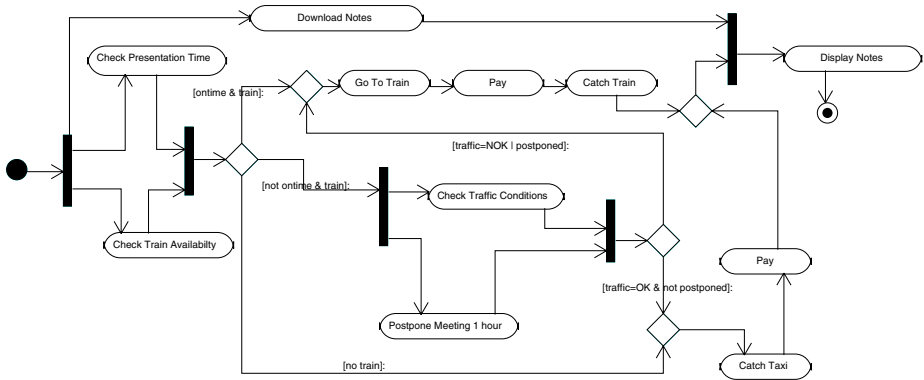 Download Notes
Check Presentation Time
Display Notes
Go To Train
Pay
Catch Train
[ontime & train]:
[traffic=NOK | postponed]:
[not ontime & train]:
Check Traffic Conditions
Check Train Availabilty
Pay
[traffic=OK & not postponed]:
Postpone Meeting 1 hour
[no train]:
Catch Taxi